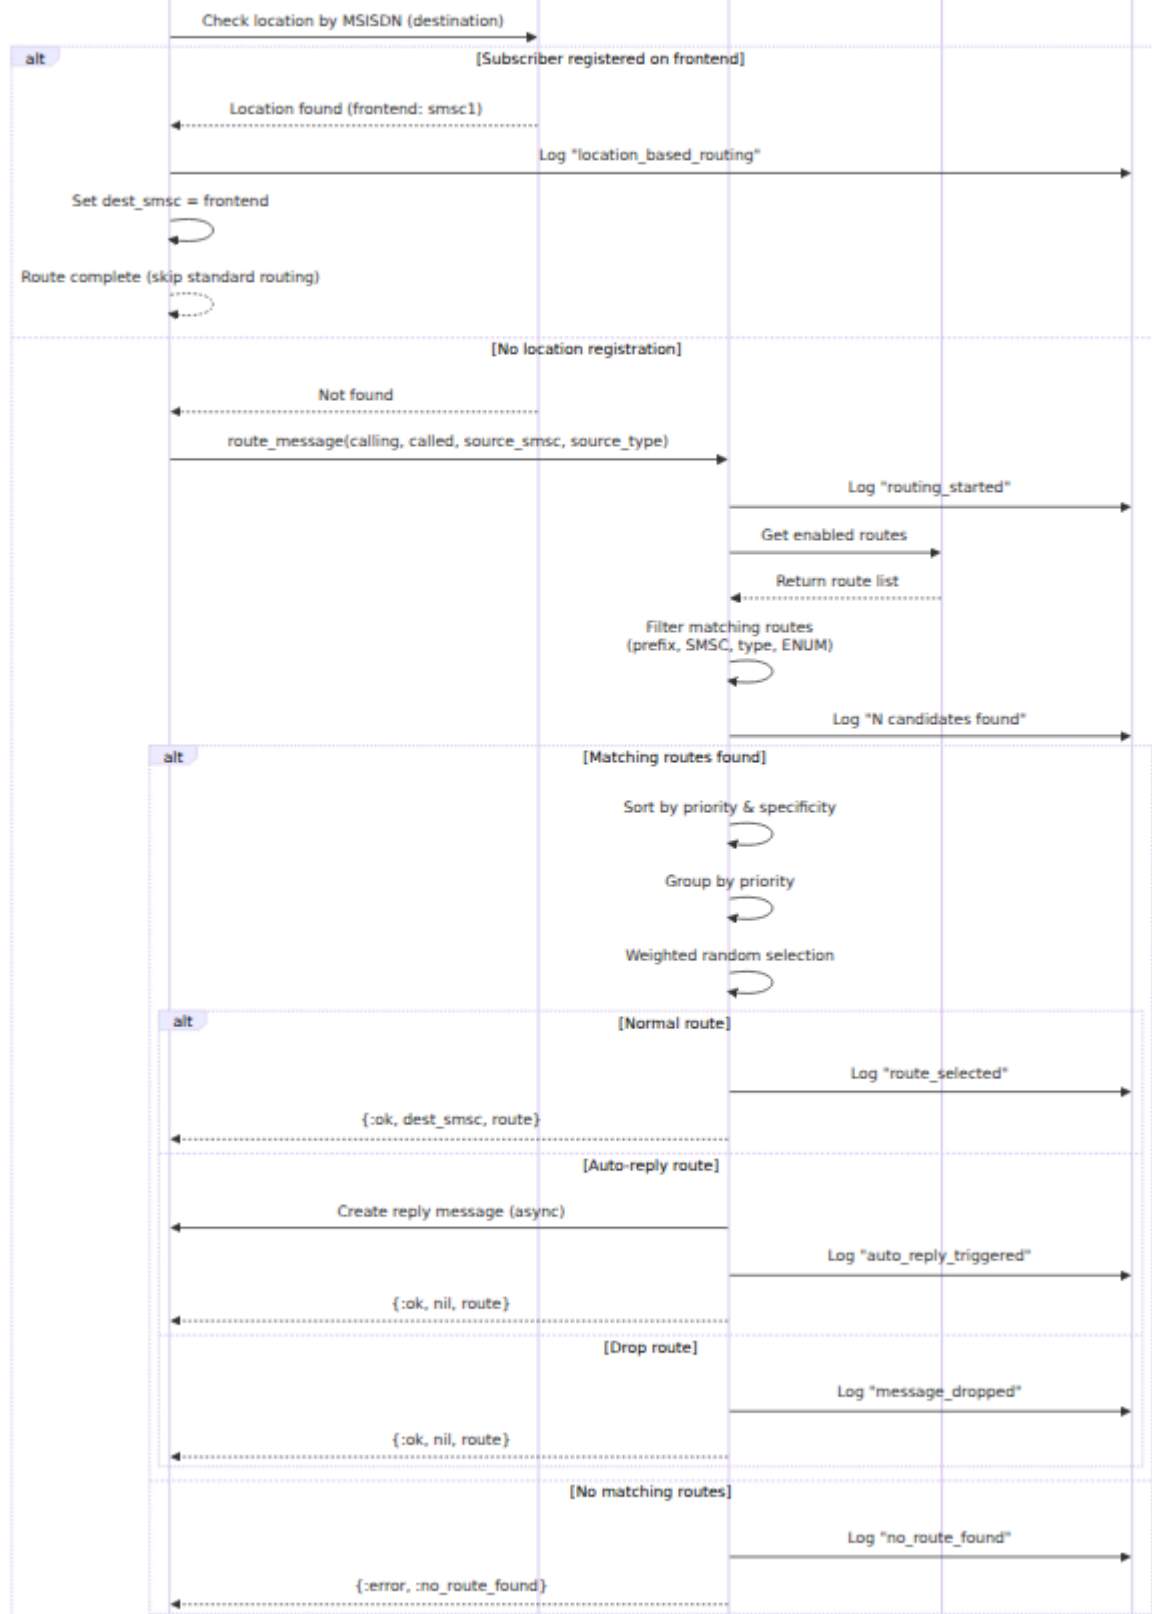 Check location by MSISDN (destination)
alt
[Subscriber registered on frontend]
Location found (frontend: smsc1)
Log "location_based_routing"
Set dest_smsc = frontend
Route complete (skip standard routing)
[No location registration]
Not found
route_message(calling, called, source_smsc, source_type)
Log "routing_started"
Get enabled routes
Return route list
Filter matching routes
(prefix, SMSC, type, ENUM)
Log "N candidates found"
alt
[Matching routes found]
Sort by priority & specificity
Group by priority
Weighted random selection
alt
[Normal route]
Log "route_selected"
{:ok, dest_smsc, route}
[Auto-reply route]
Create reply message (async)
Log "auto_reply_triggered"
{:ok, nil, route}
[Drop route]
Log "message_dropped"
{:ok, nil, route}
[No matching routes]
Log "no_route_found"
{:error, :no_route_found}